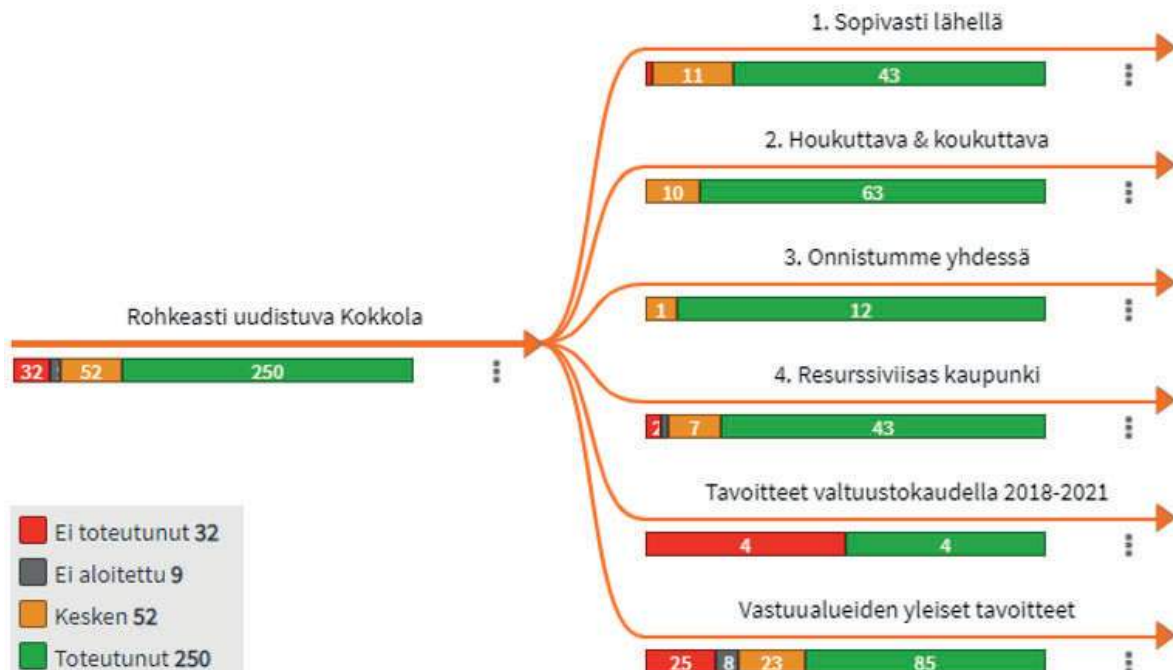 1. Sopivasti lähellä
11 43
2. Houkuttava & koukuttava
10 63
3. Onnistumme yhdessä
1 12
Rohkeasti uudistuva Kokkola
32 52 250
4. Resurssiviisas kaupunki
2 7 43
Tavoitteet valtuustokaudella 2018-2021
4 4
Vastuualueiden yleiset tavoitteet
25 8 23 85
Ei toteutunut 32
Ei aloitettu 9
Kesken 52
Toteutunut 250